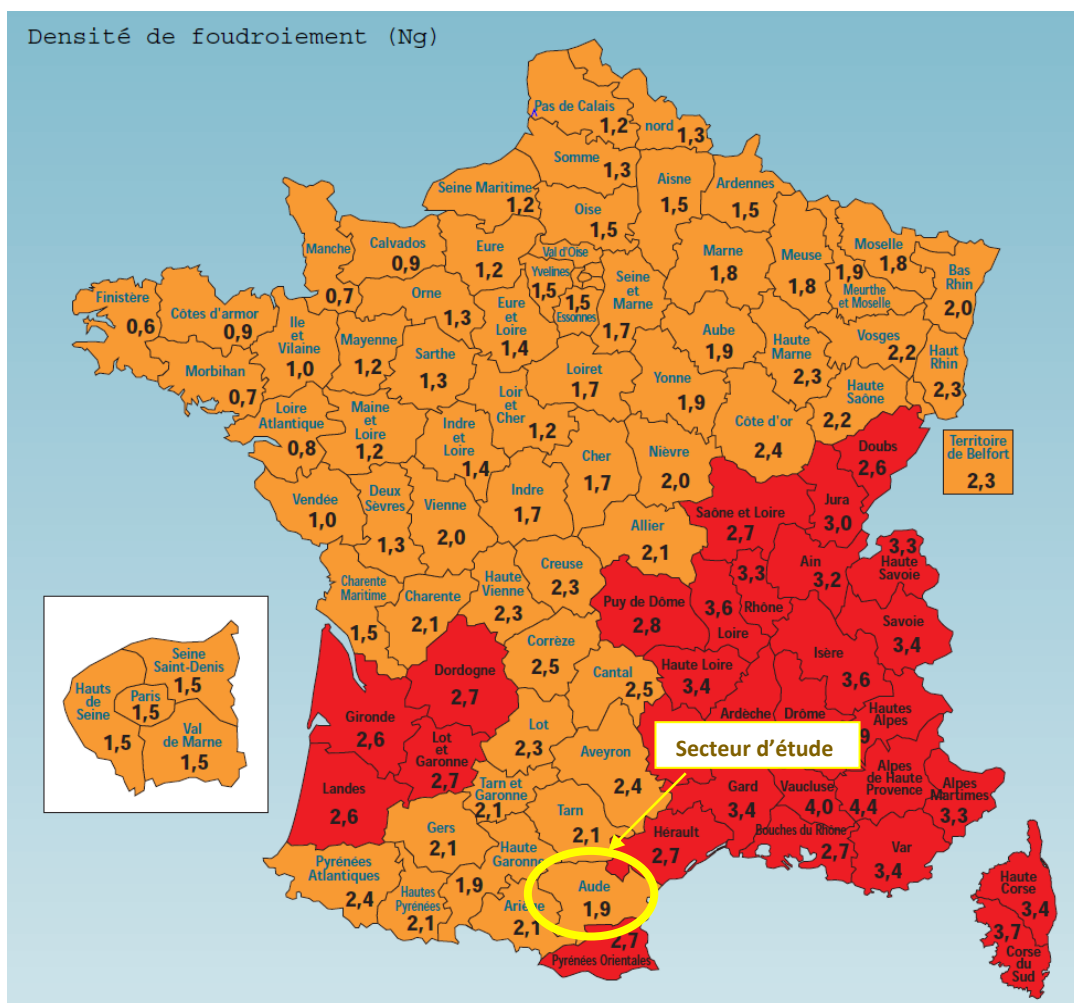 Densité de foudroiement (Ng)
Pas de Calais
1,2
nord
1,3
Somme
1,3
Seine Maritime
1,2
Oise
1,5
Aisne
1,5
Ardennes
1,5
Manche
0,7
Calvados
0,9
Eure
1,2
Val d'Oise
Yvelines
1,5
1,5
Essonnes
Seine
et
Marne
1,7
Marne
1,8
Meuse
1,8
Moselle
1,8
1,9
Meurthe
et Moselle
Bas
Rhin
2,0
Finistère
0,6
Côtes d'armor
0,9
Ile
et
Vilaine
1,0
Orne
1,3
Eure
et
Loire
1,4
Mayenne
1,2
Sarthe
1,3
Morbihan
0,7
Aube
1,9
Haute
Marne
2,3
Vosges
2,2
Haut
Rhin
2,3
Loiret
1,7
Yonne
1,9
Haute
Saône
2,2
Loire
Atlantique
0,8
Maine
et
Loire
1,2
Indre
et
Loire
1,4
Loir
et
Cher
1,2
Côte d'or
2,4
Doubs
2,6
Territoire
de Belfort
2,3
Cher
1,7
Nièvre
2,0
Vendée
1,0
Deux
Sèvres
1,3
Vienne
2,0
Indre
1,7
Saône et Loire
2,7
Jura
3,0
Allier
2,1
Ain
3,2
3,3
Haute
Savoie
Charente
Maritime
1,5
Charente
2,1
Haute
Vienne
2,3
Creuse
2,3
Puy de Dôme
2,8
3,6
Loire
3,3
Rhône
Savoie
3,4
Isère
3,6
Corrèze
2,5
Cantal
2,5
Haute Loire
3,4
Dordogne
2,7
Gironde
2,6
Lot
et
Garonne
2,7
Lot
2,3
Aveyron
2,4
Ardèche
Drôme
Hautes
Alpes
9
Secteur d'étude
Seine
Saint-Denis
1,5
Hauts
de
Seine
1,5
Paris
1,5
Val
de Marne
1,5
Landes
2,6
Tarn et
Garonne
2,1
Tarn
2,1
Gard
3,4
Vaucluse
4,0
Alpes
de Haute
Provence
4,4
Alpes
Martimes
3,3
Gers
2,1
Haute
Garonne
1,9
Hérault
2,7
Bouches du Rhône
2,7
Var
3,4
Pyrénées
Atlantiques
2,4
Hautes
Pyrénées
2,1
Ariège
2,1
Aude
1,9
2,7
Pyrénées Orientales
Haute
Corse
3,4
3,7
Corse
du
Sud